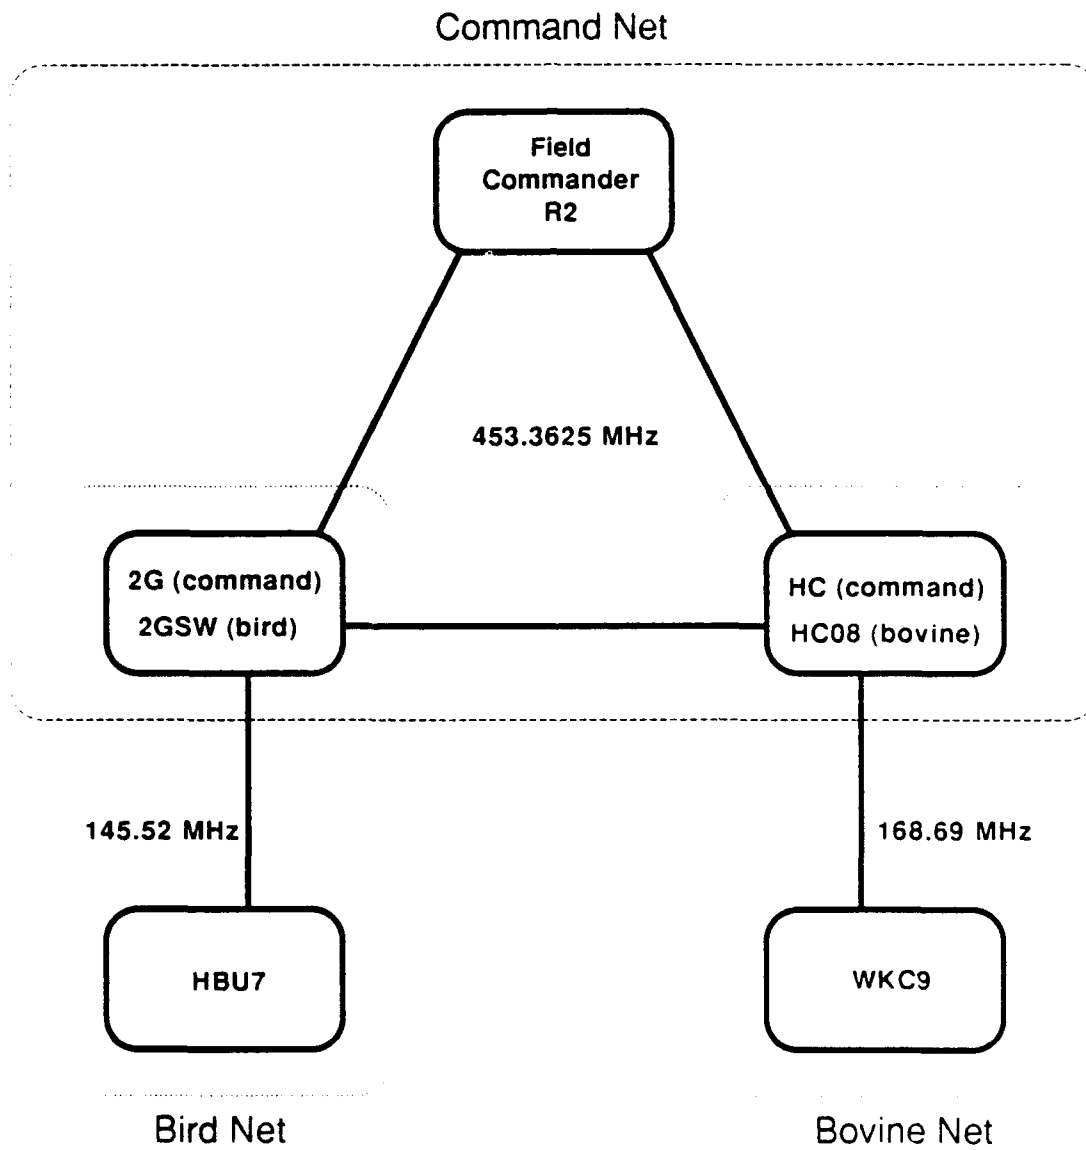 Command Net
Field
Commander
R2
453.3625 MHz
2G (command)
2GSW (bird)
HC (command)
HC08 (bovine)
145.52 MHz
168.69 MHz
HBU7
WKC9
Bird Net
Bovine Net